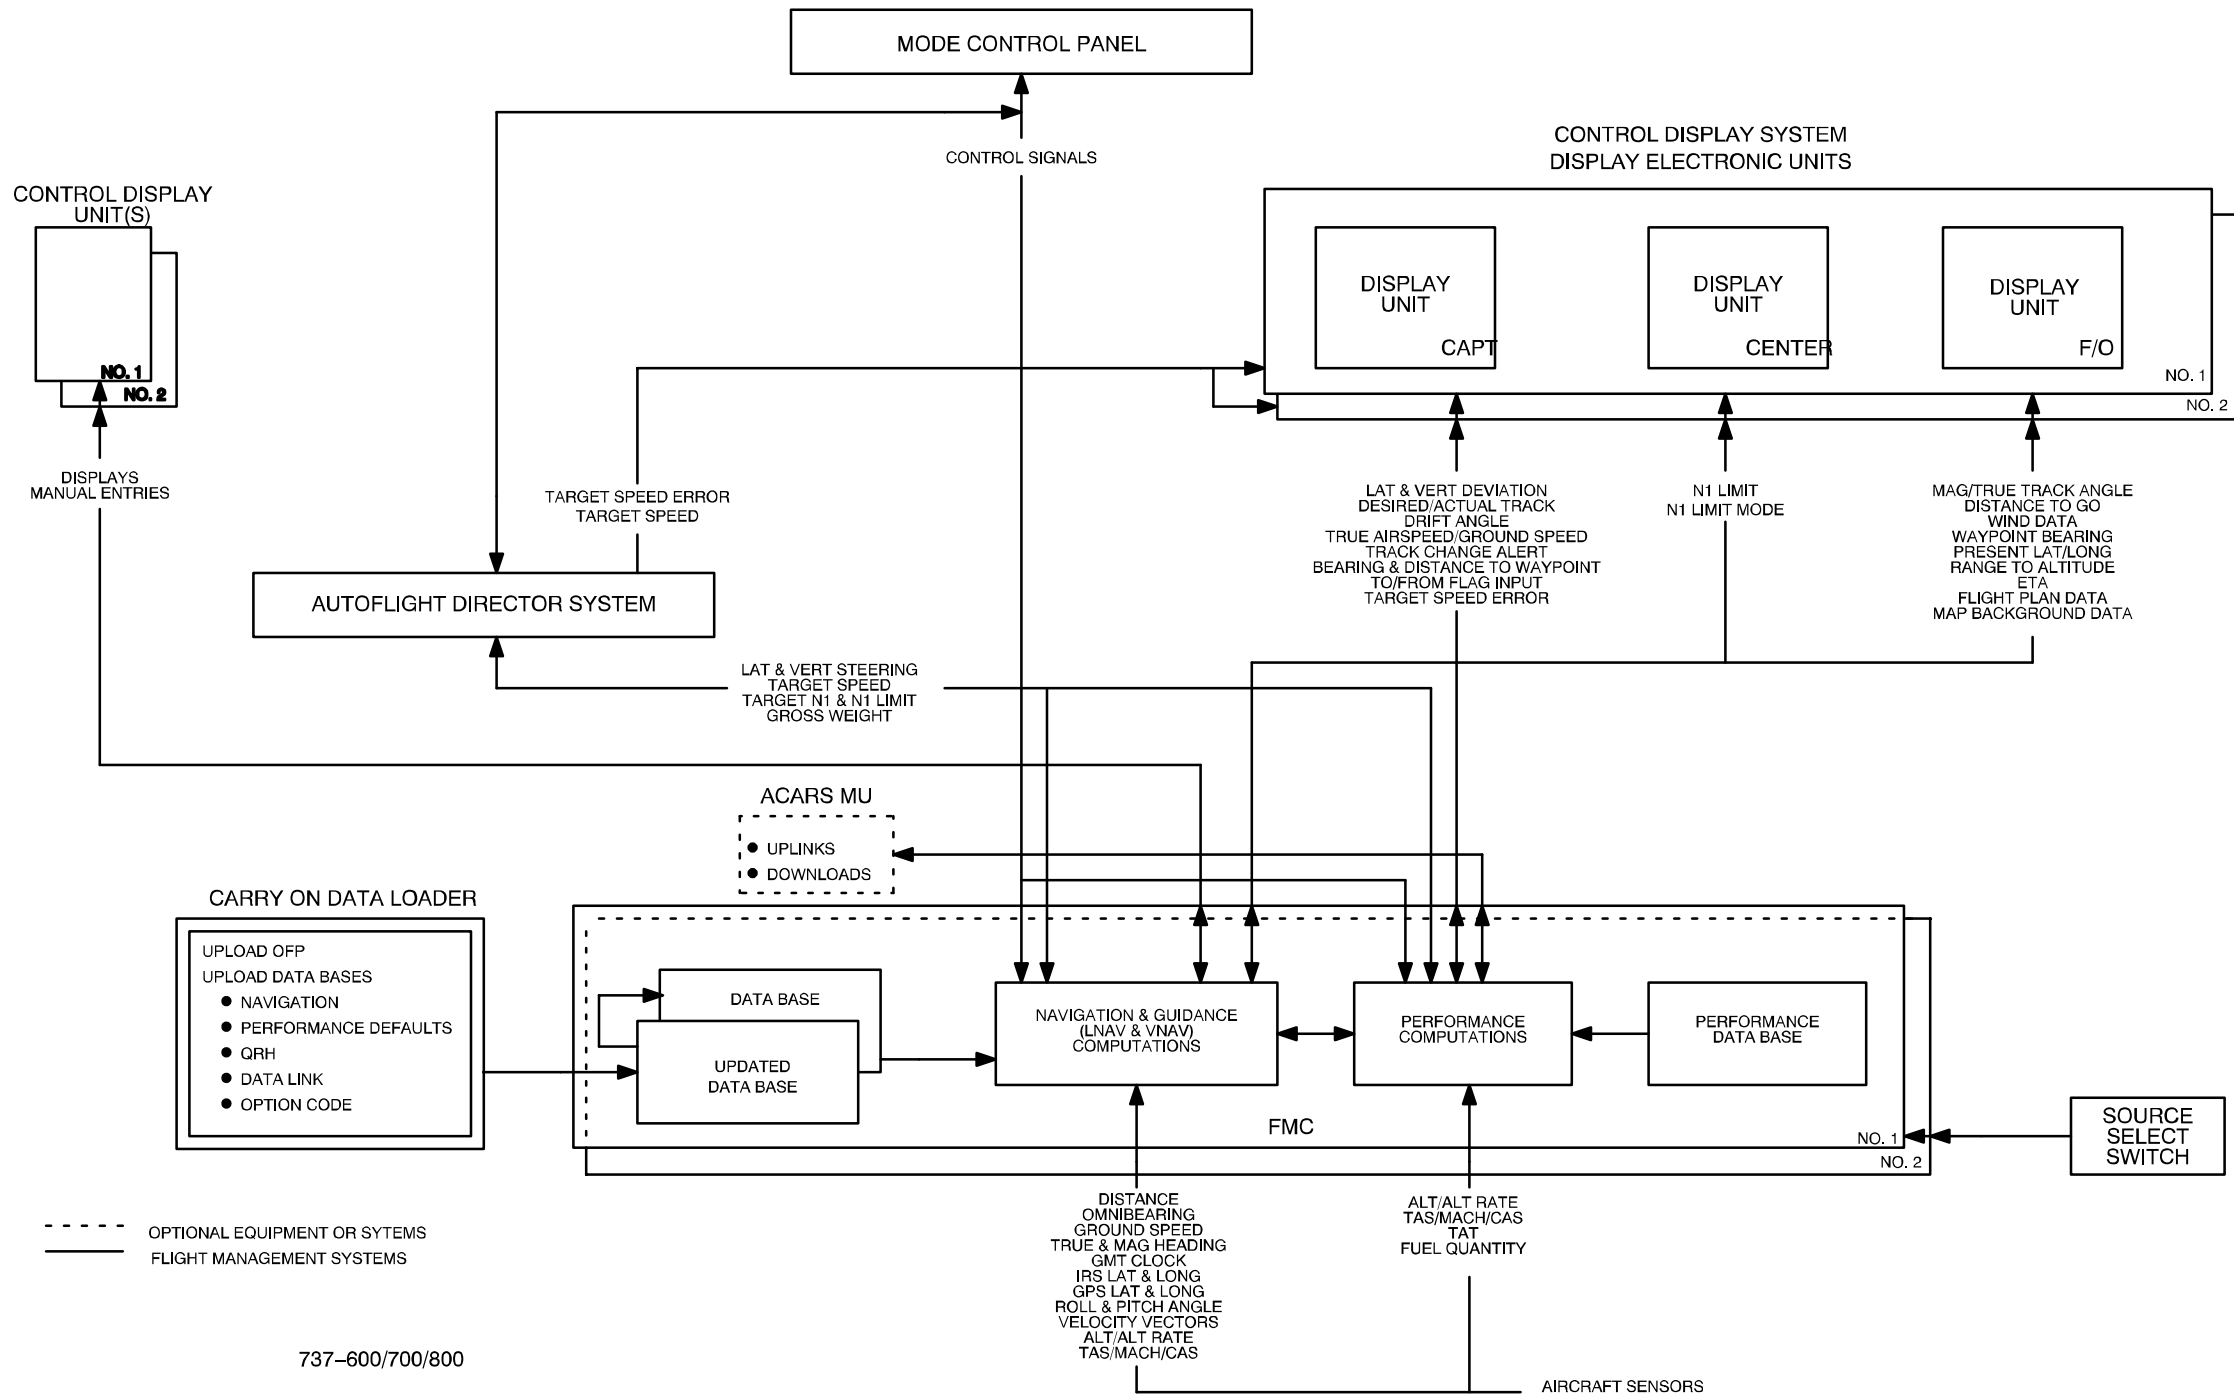 MODE CONTROL PANEL
CONTROL SIGNALS
CONTROL DISPLAY SYSTEM
DISPLAY ELECTRONIC UNITS
CONTROL DISPLAY
UNIT(S)
NO. 1
NO. 2
DISPLAY
UNIT
CAPT
DISPLAY
UNIT
CENTER
DISPLAY
UNIT
F/O
NO. 1
NO. 2
DISPLAYS
MANUAL ENTRIES
TARGET SPEED ERROR
TARGET SPEED
LAT & VERT DEVIATION
DESIRED/ACTUAL TRACK
DRIFT ANGLE
TRUE AIRSPEED/GROUND SPEED
TRACK CHANGE ALERT
BEARING & DISTANCE TO WAYPOINT
TO/FROM FLAG INPUT
TARGET SPEED ERROR
N1 LIMIT
N1 LIMIT MODE
MAG/TRUE TRACK ANGLE
DISTANCE TO GO
WIND DATA
WAYPOINT BEARING
PRESENT LAT/LONG
RANGE TO ALTITUDE
ETA
FLIGHT PLAN DATA
MAP BACKGROUND DATA
AUTOFLIGHT DIRECTOR SYSTEM
LAT & VERT STEERING
TARGET SPEED
TARGET N1 & N1 LIMIT
GROSS WEIGHT
ACARS MU
● UPLINKS
● DOWNLOADS
CARRY ON DATA LOADER
UPLOAD OFP
UPLOAD DATA BASES
● NAVIGATION
● PERFORMANCE DEFAULTS
● QRH
● DATA LINK
● OPTION CODE
DATA BASE
UPDATED
DATA BASE
NAVIGATION & GUIDANCE
(LNAV & VNAV)
COMPUTATIONS
PERFORMANCE
COMPUTATIONS
PERFORMANCE
DATA BASE
FMC
NO. 1
NO. 2
SOURCE
SELECT
SWITCH
DISTANCE
OMNIBEARING
GROUND SPEED
TRUE & MAG HEADING
GMT CLOCK
IRS LAT & LONG
GPS LAT & LONG
ROLL & PITCH ANGLE
VELOCITY VECTORS
ALT/ALT RATE
TAS/MACH/CAS
ALT/ALT RATE
TAS/MACH/CAS
TAT
FUEL QUANTITY
AIRCRAFT SENSORS
OPTIONAL EQUIPMENT OR SYTEMS
FLIGHT MANAGEMENT SYSTEMS
737–600/700/800